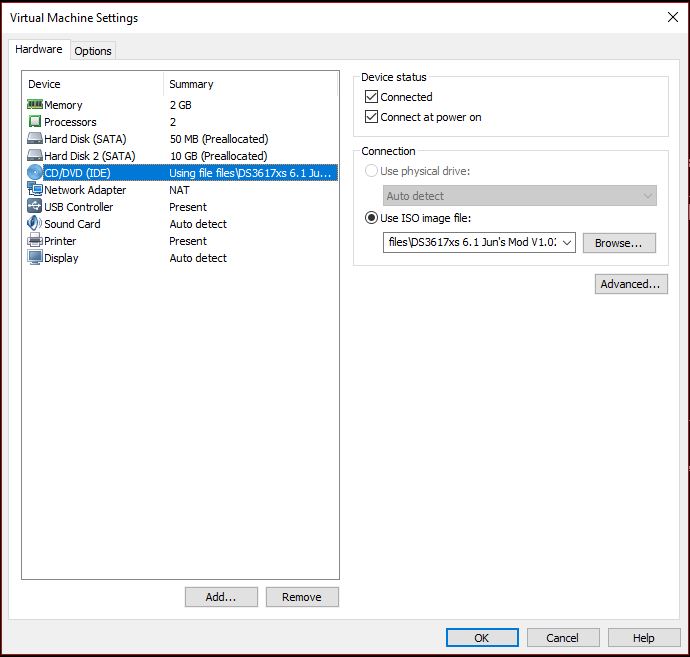 Virtual Machine Settings
Hardware Options
Device Summary
Memory 2 GB
Processors 2
Hard Disk (SATA) 50 MB (Preallocated)
Hard Disk 2 (SATA) 10 GB (Preallocated)
CD/DVD (IDE) Using file files\DS3617xs 6.1 Ju...
Network Adapter NAT
USB Controller Present
Sound Card Auto detect
Printer Present
Display Auto detect
Add... Remove
Device status
Connected
Connect at power on
Connection
Use physical drive:
Auto detect
Use ISO image file:
files\DS3617xs 6.1 Jun's Mod V1.02 Browse...
Advanced...
OK Cancel Help